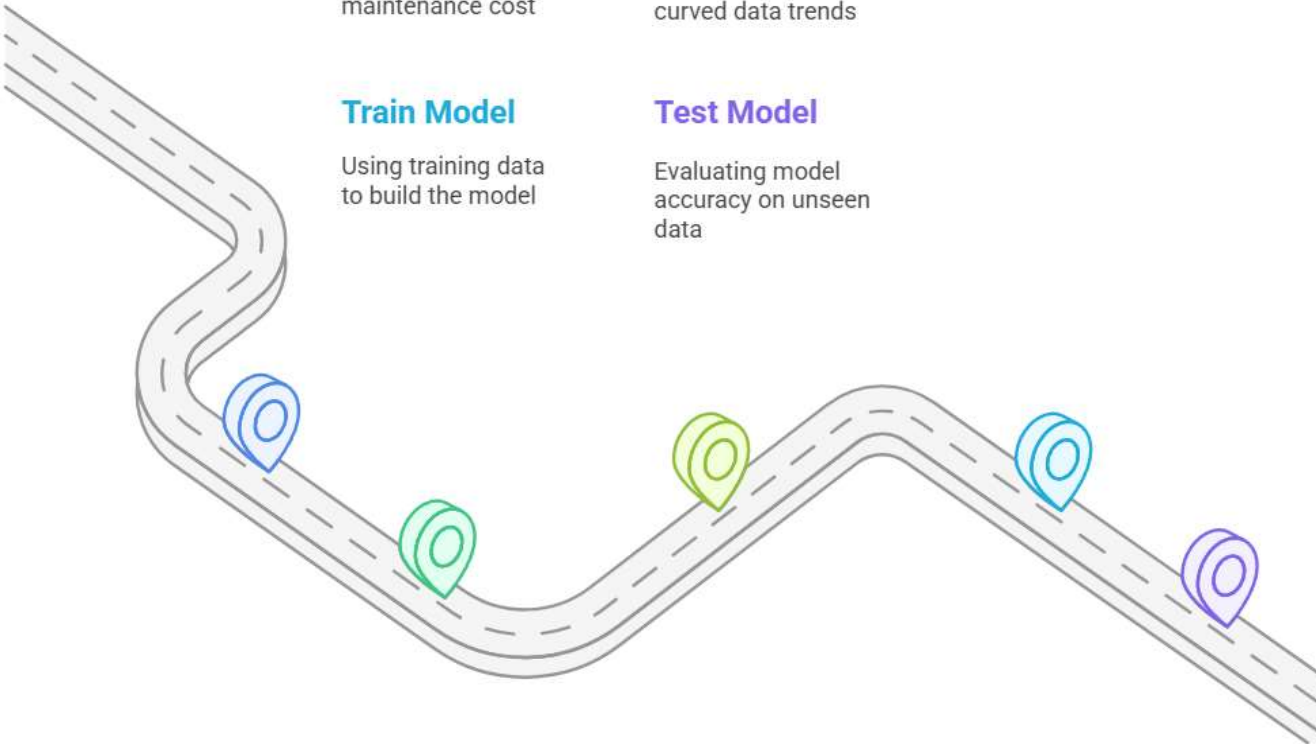 maintenance cost
curved data trends
Train Model
Test Model
Using training data
to build the model
Evaluating model
accuracy on unseen
data